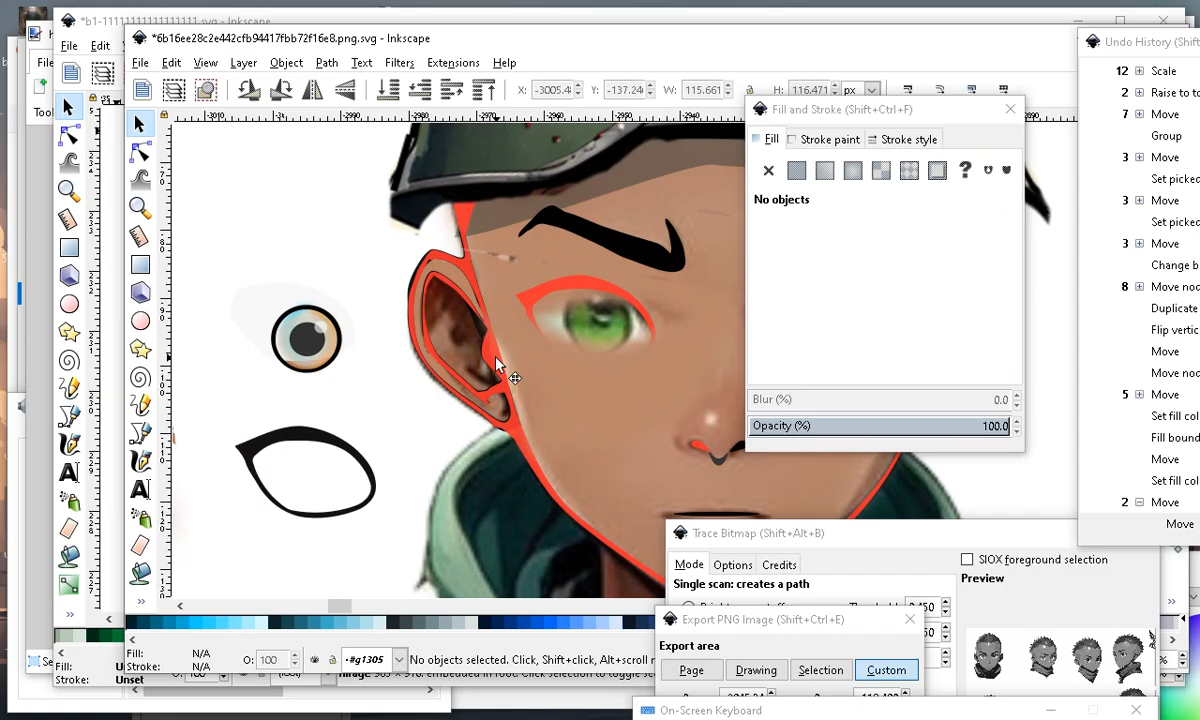 *b1-1111111111111111.svg - Inkscape
*6b16ee28c2e442cfb94417fbb72f16e8.png.svg - Inkscape
File Edit
File Edit View Layer Object Path Text Filters Extensions Help
X: -3005.4 Y: -137.24 W: 115.661 H: 116.471 px
Fill and Stroke (Shift+Ctrl+F)
Fill Stroke paint Stroke style
No objects
Blur (%) 0.0
Opacity (%) 100.0
Undo History (Shift
12 Scale
2 Raise to to
7 Move
Group
3 Move
Set picked
3 Move
Set picked
3 Move
Change b
8 Move no
Duplicate
Flip vertic
Move
Move nod
5 Move
Set fill col
Fill bound
Move
Set fill col
2 Move
Move
Trace Bitmap (Shift+Alt+B)
Mode Options Credits
SIOX foreground selection
Single scan: creates a path
Preview
Export PNG Image (Shift+Ctrl+E)
Export area
Page Drawing Selection Custom
Fill: N/A
Stroke: N/A
O: 100
#g1305
No objects selected. Click, Shift+click, Alt+scroll
Fill:
Stroke: Unset
On-Screen Keyboard